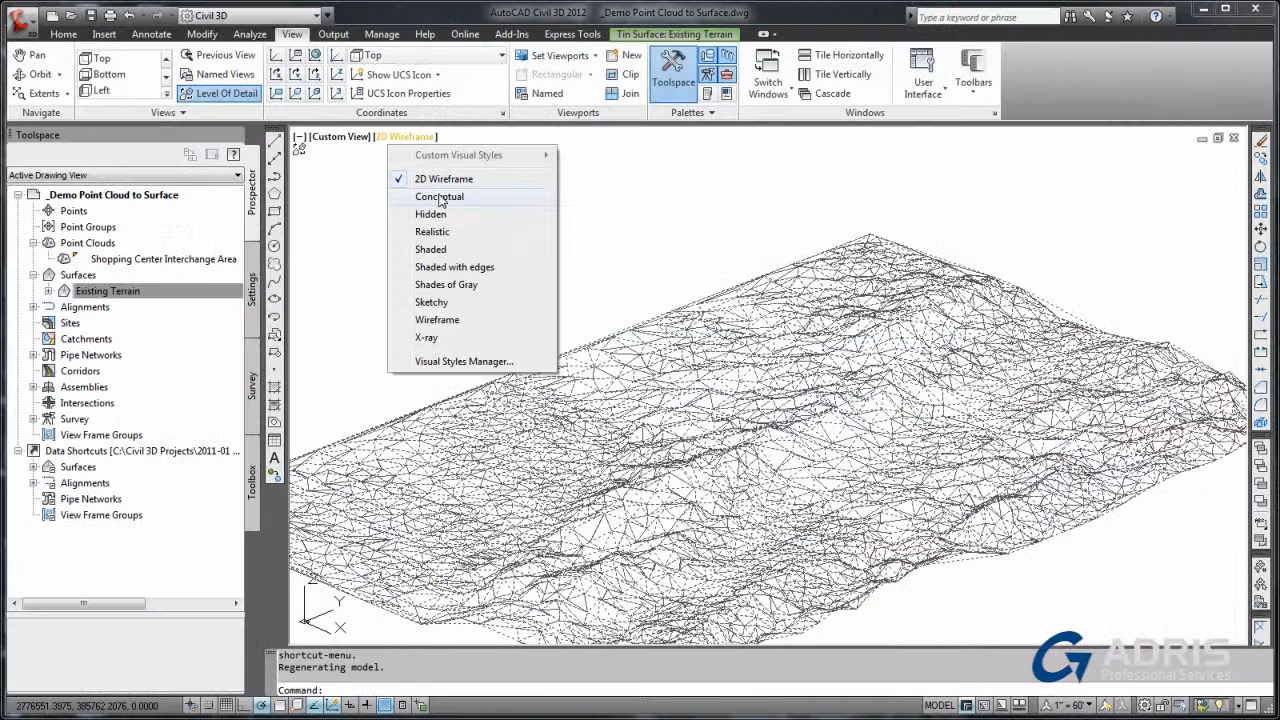 3D
Civil 3D
AutoCAD Civil 3D 2012 _Demo Point Cloud to Surface.dwg
Type a keyword or phrase
Home Insert Annotate Modify Analyze View Output Manage Online Add-Ins Express Tools Tin Surface: Existing Terrain
Pan
Orbit
Extents
Navigate
Top
Bottom
Left
Previous View
Named Views
Level Of Detail
Views
Top
Show UCS Icon
UCS Icon Properties
Coordinates
Set Viewports
Rectangular
Named
New
Clip
Join
Viewports
Toolspace
Palettes
Switch
Windows
Tile Horizontally
Tile Vertically
Cascade
User
Interface
Toolbars
Windows
Toolspace
Active Drawing View
_Demo Point Cloud to Surface
Points
Point Groups
Point Clouds
Shopping Center Interchange Area
Surfaces
Existing Terrain
Alignments
Sites
Catchments
Pipe Networks
Corridors
Assemblies
Intersections
Survey
View Frame Groups
Data Shortcuts [C:\Civil 3D Projects\2011-01 ...
Surfaces
Alignments
Pipe Networks
View Frame Groups
Prospector
Settings
Survey
Toolbox
[−] [Custom View] [2D Wireframe]
Custom Visual Styles
2D Wireframe
Conceptual
Hidden
Realistic
Shaded
Shaded with edges
Shades of Gray
Sketchy
Wireframe
X-ray
Visual Styles Manager...
Z
Y
X
shortcut-menu.
Regenerating model.
Command:
ADRIS
Professional Services
2776551.3975, 385762.2076, 0.0000
MODEL
1" = 60'